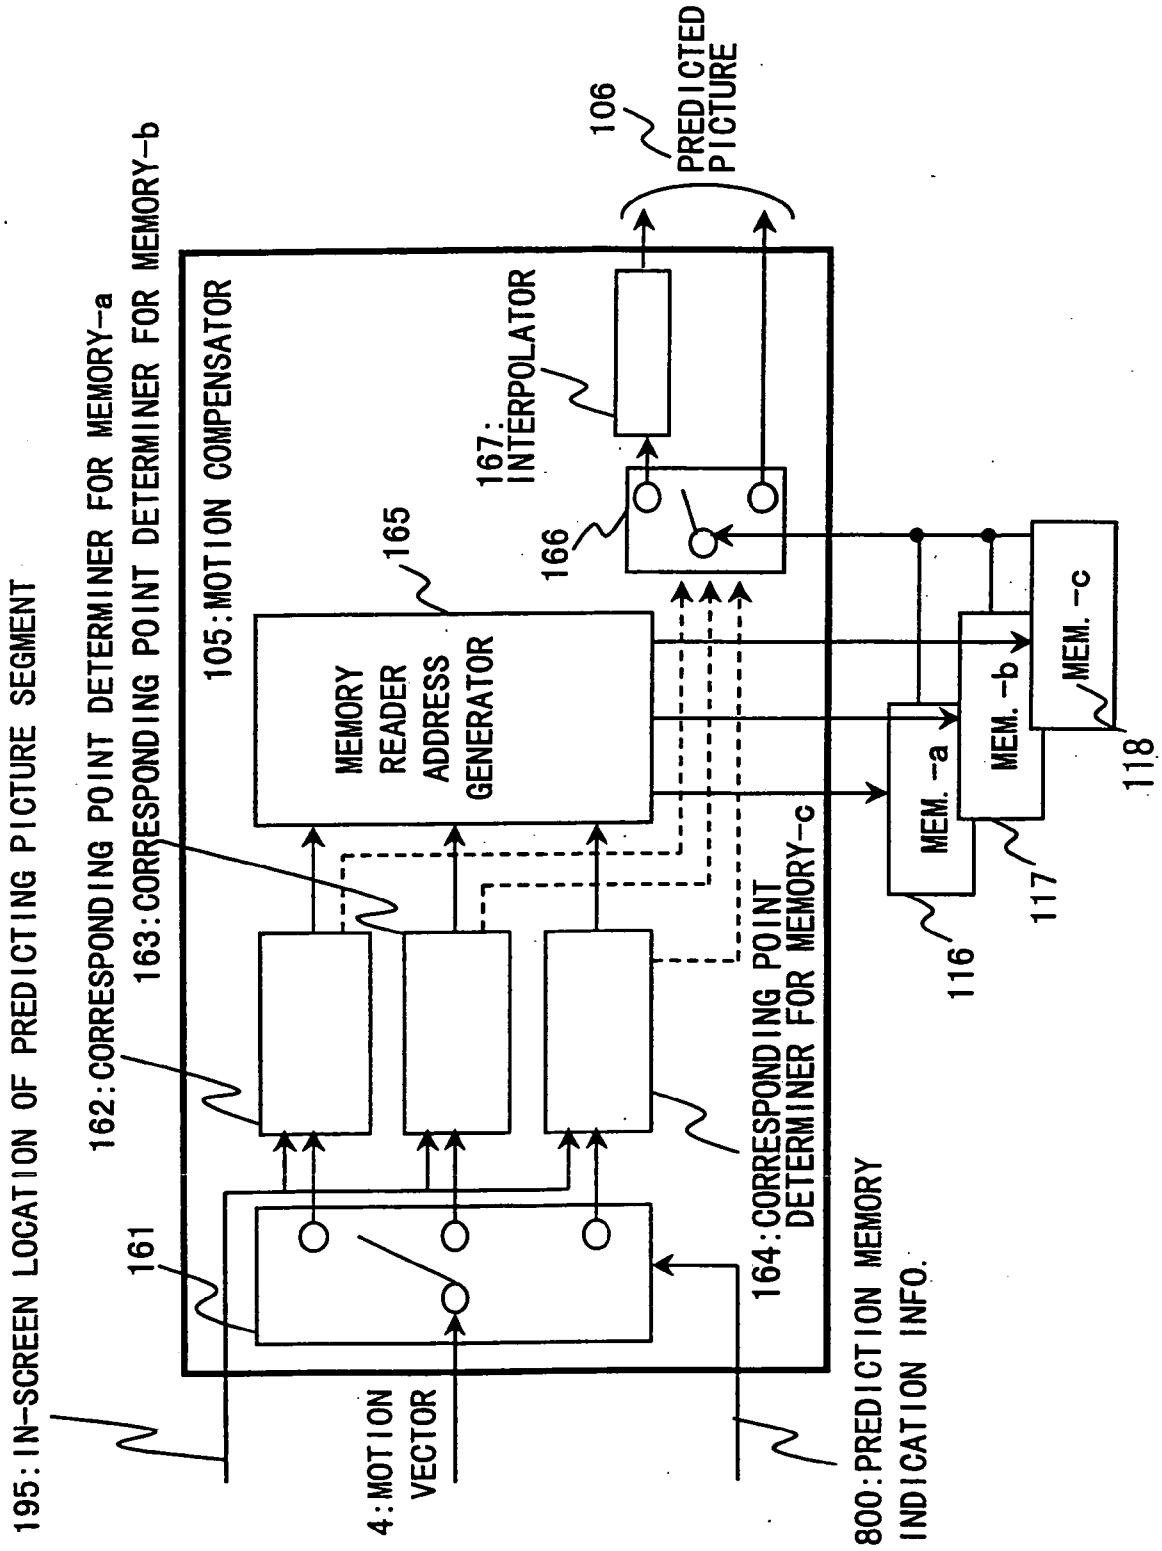 195:IN-SCREEN LOCATION OF PREDICTING PICTURE SEGMENT
162:CORRESPONDING POINT DETERMINER FOR MEMORY-a
163:CORRESPONDING POINT DETERMINER FOR MEMORY-b
105:MOTION COMPENSATOR
161
165
MEMORY
READER
ADDRESS
GENERATOR
167:
INTERPOLATOR
166
106
PREDICTED
PICTURE
4:MOTION
VECTOR
164:CORRESPONDING POINT
DETERMINER FOR MEMORY-c
800:PREDICTION MEMORY
INDICATION INFO.
MEM. -a
MEM. -b
MEM. -c
116
117
118